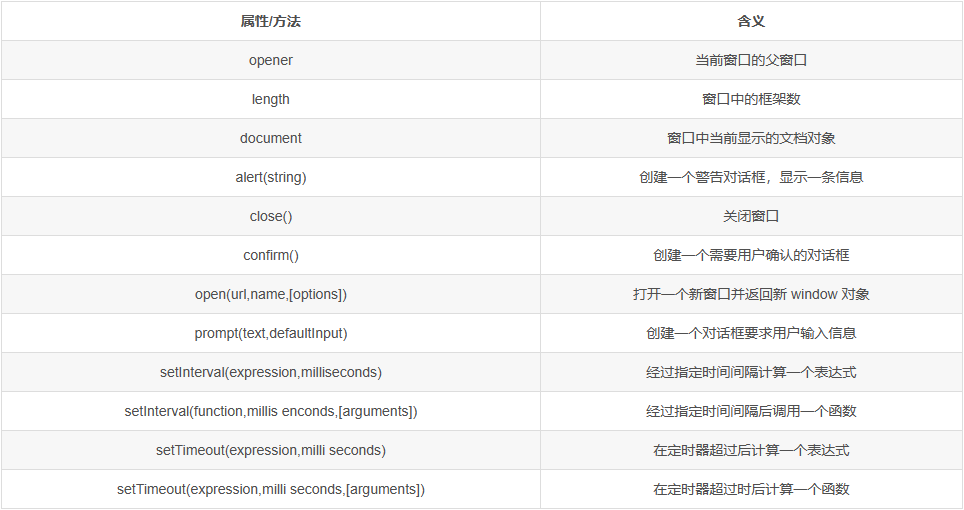 属性/方法 含义
opener 当前窗口的父窗口
length 窗口中的框架数
document 窗口中当前显示的文档对象
alert(string) 创建一个警告对话框，显示一条信息
close() 关闭窗口
confirm() 创建一个需要用户确认的对话框
open(url,name,[options]) 打开一个新窗口并返回新 window 对象
prompt(text,defaultInput) 创建一个对话框要求用户输入信息
setInterval(expression,milliseconds) 经过指定时间间隔计算一个表达式
setInterval(function,millis enconds,[arguments]) 经过指定时间间隔后调用一个函数
setTimeout(expression,milli seconds) 在定时器超过后计算一个表达式
setTimeout(expression,milli seconds,[arguments]) 在定时器超过时后计算一个函数